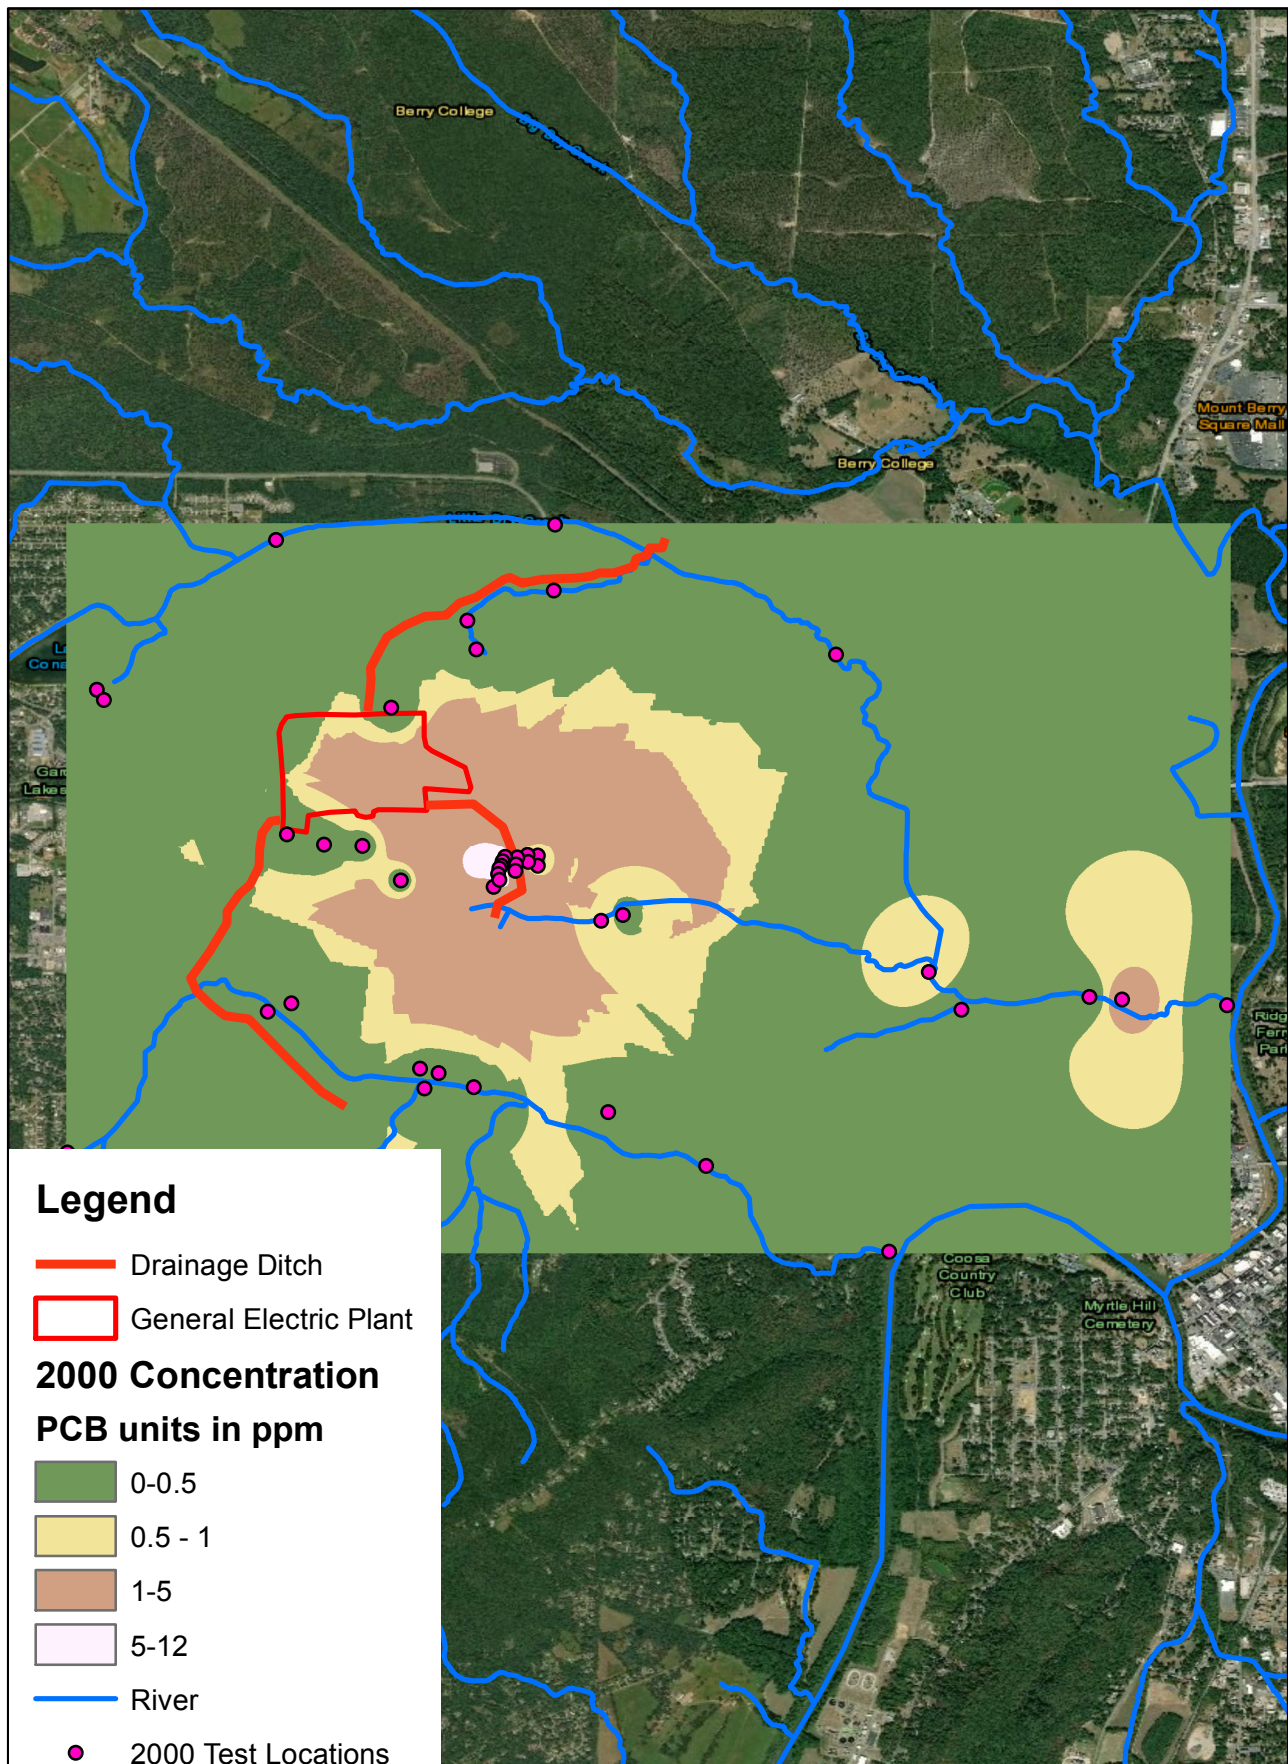 Berry College
Mount Berry
Square Mall
Berry College
Coosa
Country
Club
Myrtle Hill
Cemetery
Legend
Drainage Ditch
General Electric Plant
2000 Concentration
PCB units in ppm
0-0.5
0.5 - 1
1-5
5-12
River
2000 Test Locations